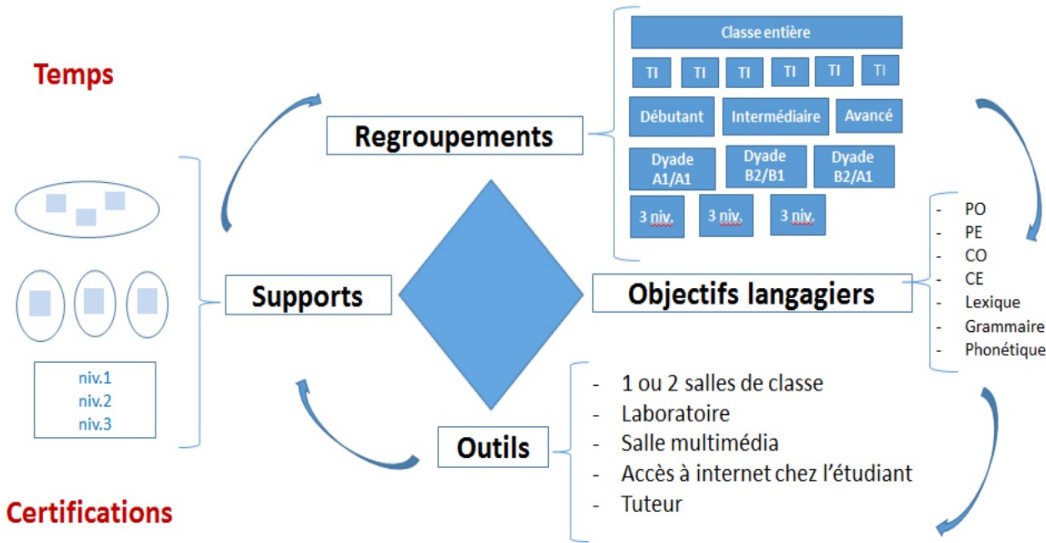 Temps
Regroupements
Classe entière
TI TI TI TI TI TI
Débutant Intermédiaire Avancé
Dyade A1/A1
Dyade B2/B1
Dyade B2/A1
3 niv. 3 niv. 3 niv.
Supports
niv.1
niv.2
niv.3
Objectifs langagiers
- PO
- PE
- CO
- CE
- Lexique
- Grammaire
- Phonétique
Outils
- 1 ou 2 salles de classe
- Laboratoire
- Salle multimédia
- Accès à internet chez l'étudiant
- Tuteur
Certifications